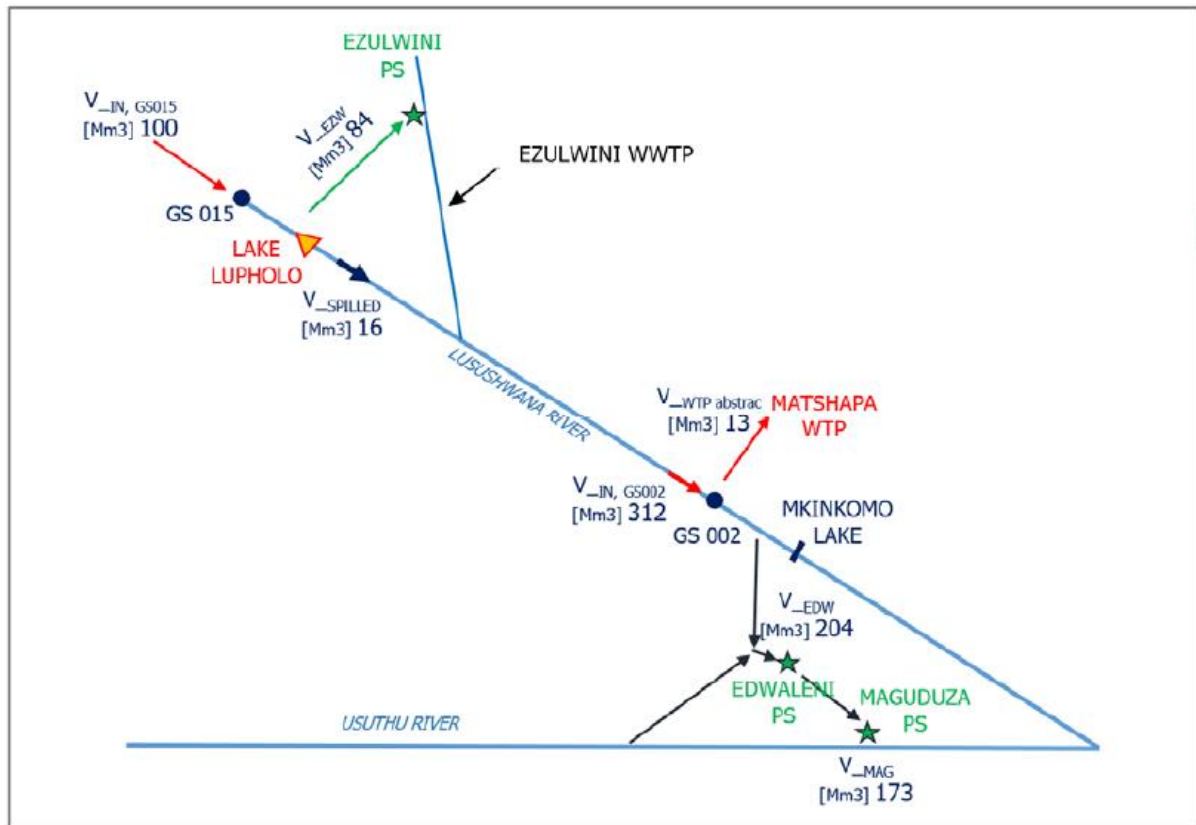 EZULWINI
PS
V_IN, GS015
[Mm3] 100
V_EZW
[Mm3] 84
EZULWINI WWTP
GS 015
LAKE
LUPHOLO
V_SPILLED
[Mm3] 16
LUSUSHWANA RIVER
V_WTP abstrac
[Mm3] 13
MATSHAPA
WTP
V_IN, GS002
[Mm3] 312
GS 002
MKINKOMO
LAKE
V_EDW
[Mm3] 204
EDWALENI
PS
MAGUDUZA
PS
USUTHU RIVER
V_MAG
[Mm3] 173